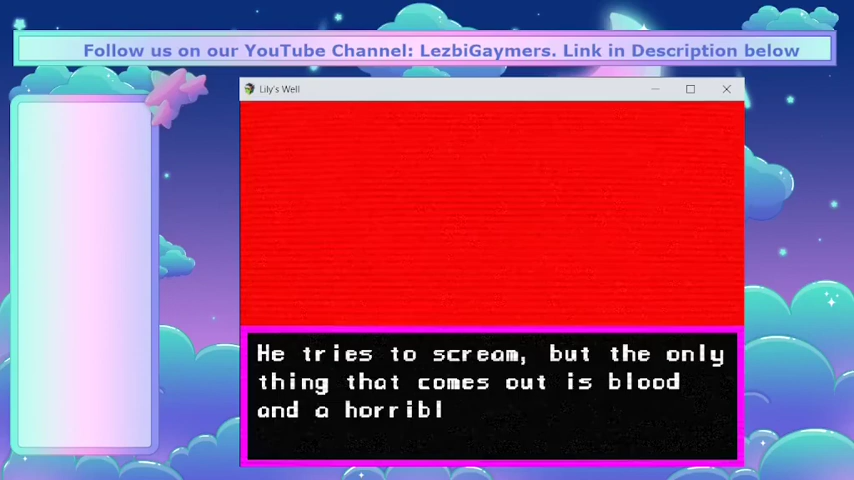 Follow us on our YouTube Channel: LezbiGaymers. Link in Description below
Lily's Well
He tries to scream, but the only
thing that comes out is blood
and a horribl